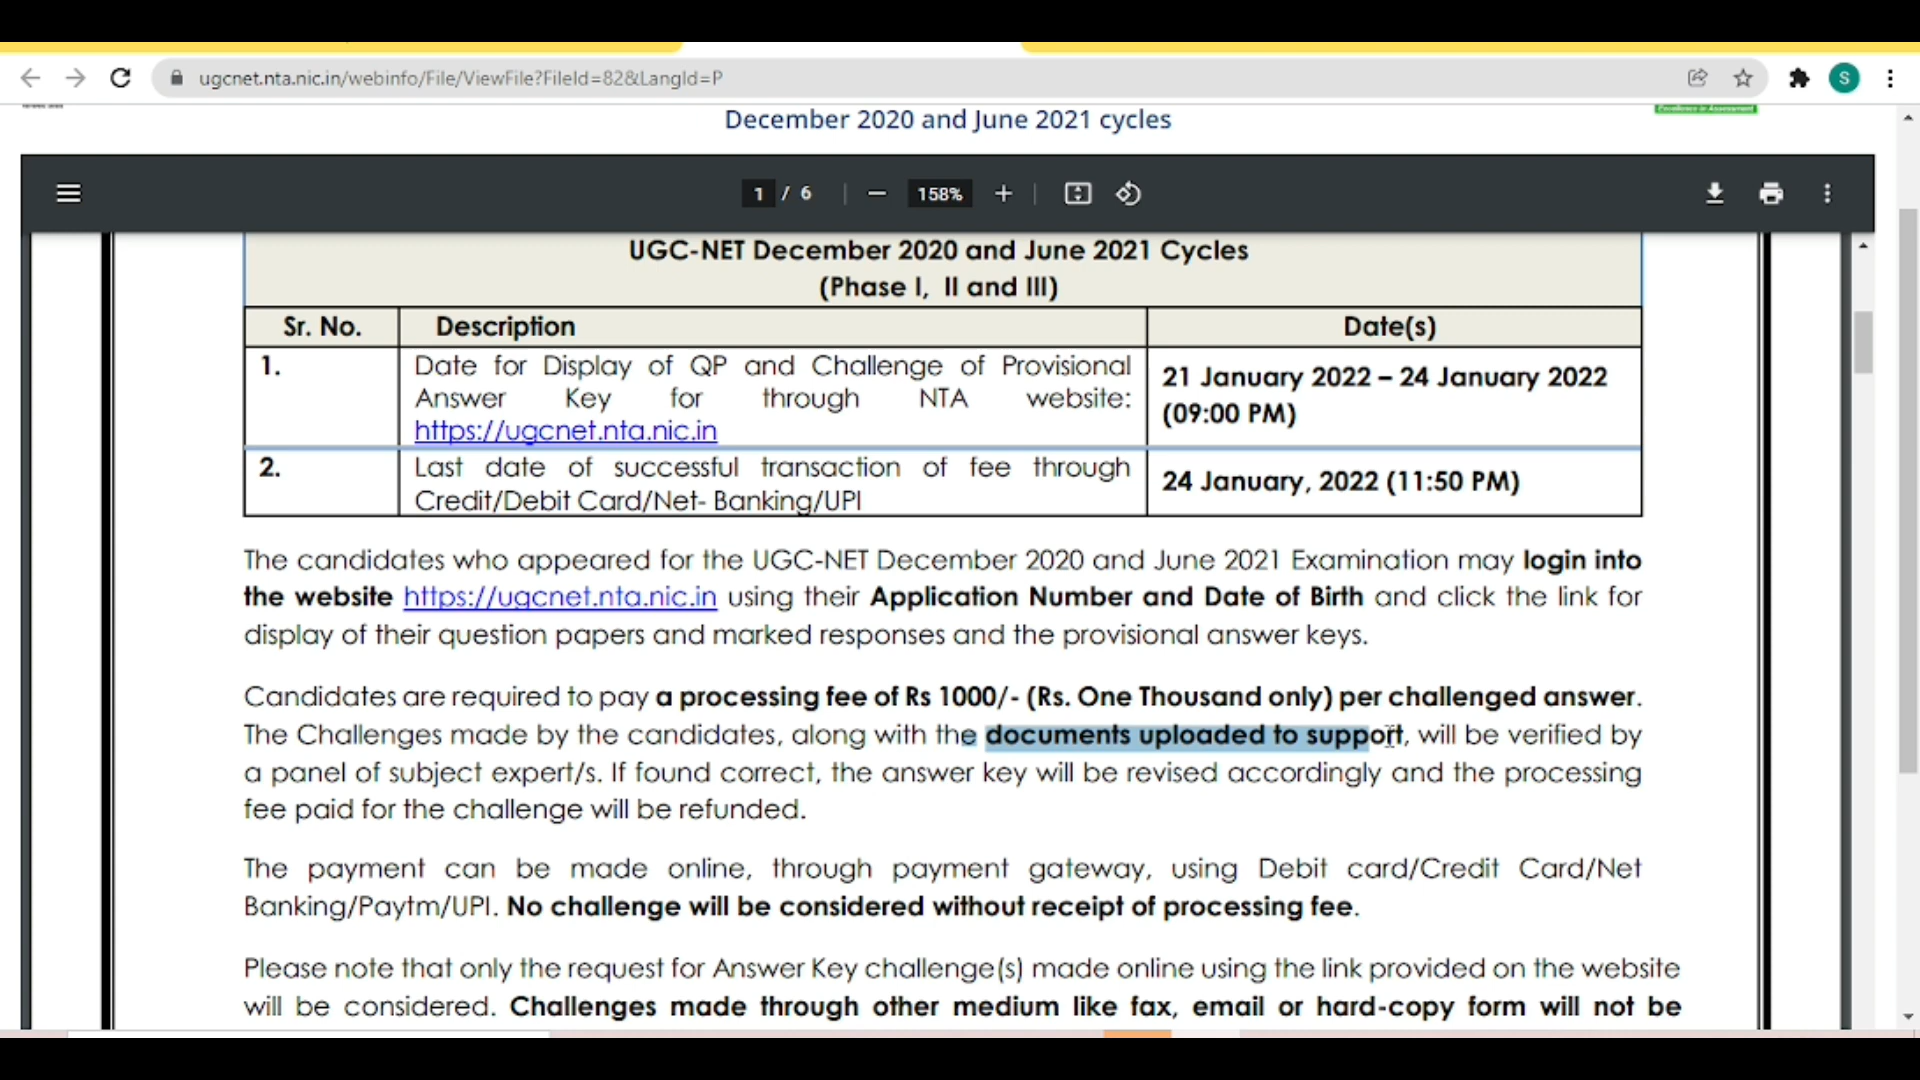 ugcnet.nta.nic.in/webinfo/File/ViewFile?FileId=82&LangId=P
S
Excellence in Assessment
December 2020 and June 2021 cycles
1 / 6
158%
UGC-NET December 2020 and June 2021 Cycles
(Phase I, II and III)
Sr. No. Description Date(s)
1. Date for Display of QP and Challenge of Provisional
Answer Key for through NTA website:
https://ugcnet.nta.nic.in
21 January 2022 – 24 January 2022
(09:00 PM)
2. Last date of successful transaction of fee through
Credit/Debit Card/Net- Banking/UPI
24 January, 2022 (11:50 PM)
The candidates who appeared for the UGC-NET December 2020 and June 2021 Examination may login into
the website https://ugcnet.nta.nic.in using their Application Number and Date of Birth and click the link for
display of their question papers and marked responses and the provisional answer keys.
Candidates are required to pay a processing fee of Rs 1000/- (Rs. One Thousand only) per challenged answer.
The Challenges made by the candidates, along with the documents uploaded to support, will be verified by
a panel of subject expert/s. If found correct, the answer key will be revised accordingly and the processing
fee paid for the challenge will be refunded.
The payment can be made online, through payment gateway, using Debit card/Credit Card/Net
Banking/Paytm/UPI. No challenge will be considered without receipt of processing fee.
Please note that only the request for Answer Key challenge(s) made online using the link provided on the website
will be considered. Challenges made through other medium like fax, email or hard-copy form will not be